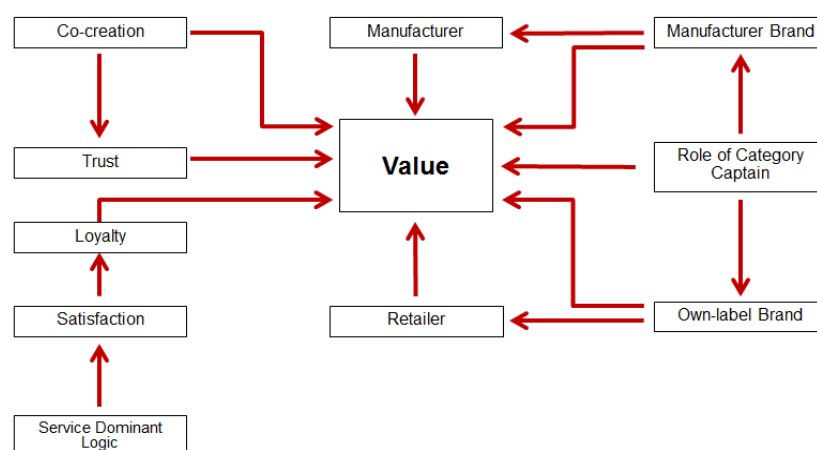 Co-creation
Manufacturer
Manufacturer Brand
Trust
Value
Role of Category
Captain
Loyalty
Satisfaction
Retailer
Own-label Brand
Service Dominant
Logic